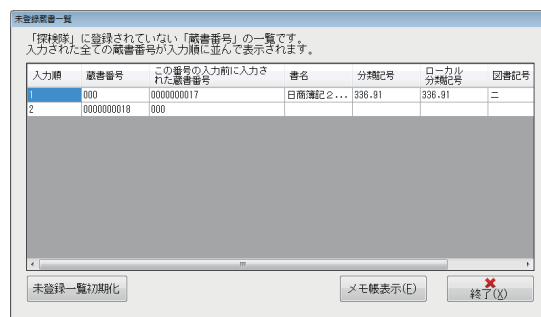 未登録蔵書一覧
「探検隊」に登録されていない「蔵書番号」の一覧です。
入力された全ての蔵書番号が入力順に並んで表示されます。
入力順 蔵書番号 この番号の入力前に入力さ
れた蔵書番号 書名 分類記号 ローカル
分類記号 図書記号
1 000 0000000017 日商簿記2... 336.91 336.91 ニ
2 0000000018 000
未登録一覧初期化 メモ帳表示(E) 終了(X)